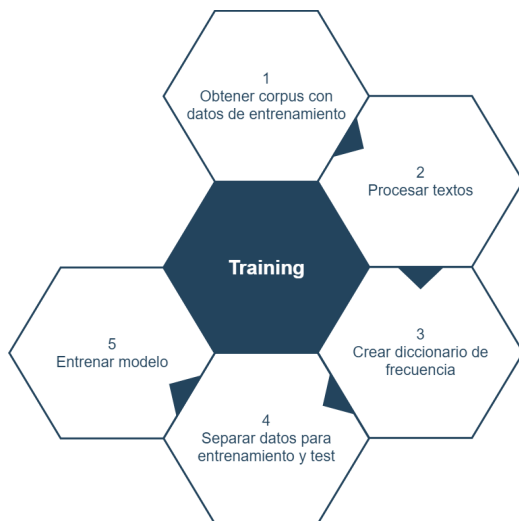 1
Obtener corpus con
datos de entrenamiento
2
Procesar textos
Training
3
Crear diccionario de
frecuencia
5
Entrenar modelo
4
Separar datos para
entrenamiento y test